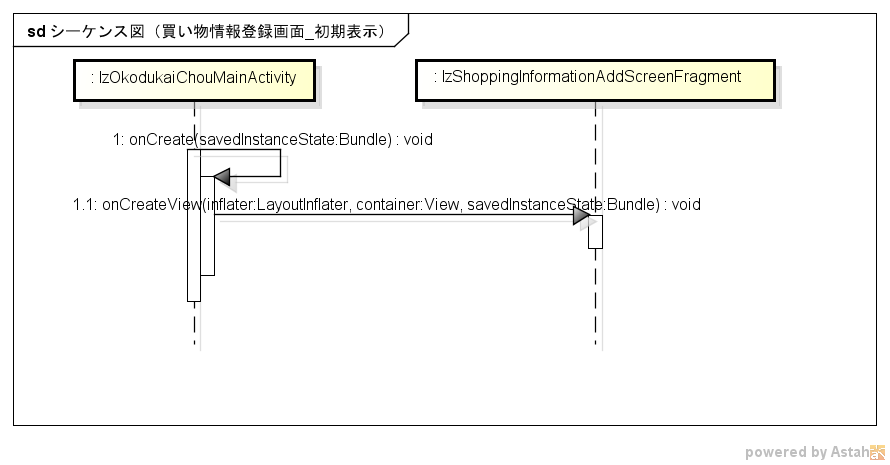 sd シーケンス図（買い物情報登録画面_初期表示）
: IzOkodukaiChouMainActivity
: IzShoppingInformationAddScreenFragment
1: onCreate(savedInstanceState:Bundle) : void
1.1: onCreateView(inflater:LayoutInflater, container:View, savedInstanceState:Bundle) : void
powered by Astah